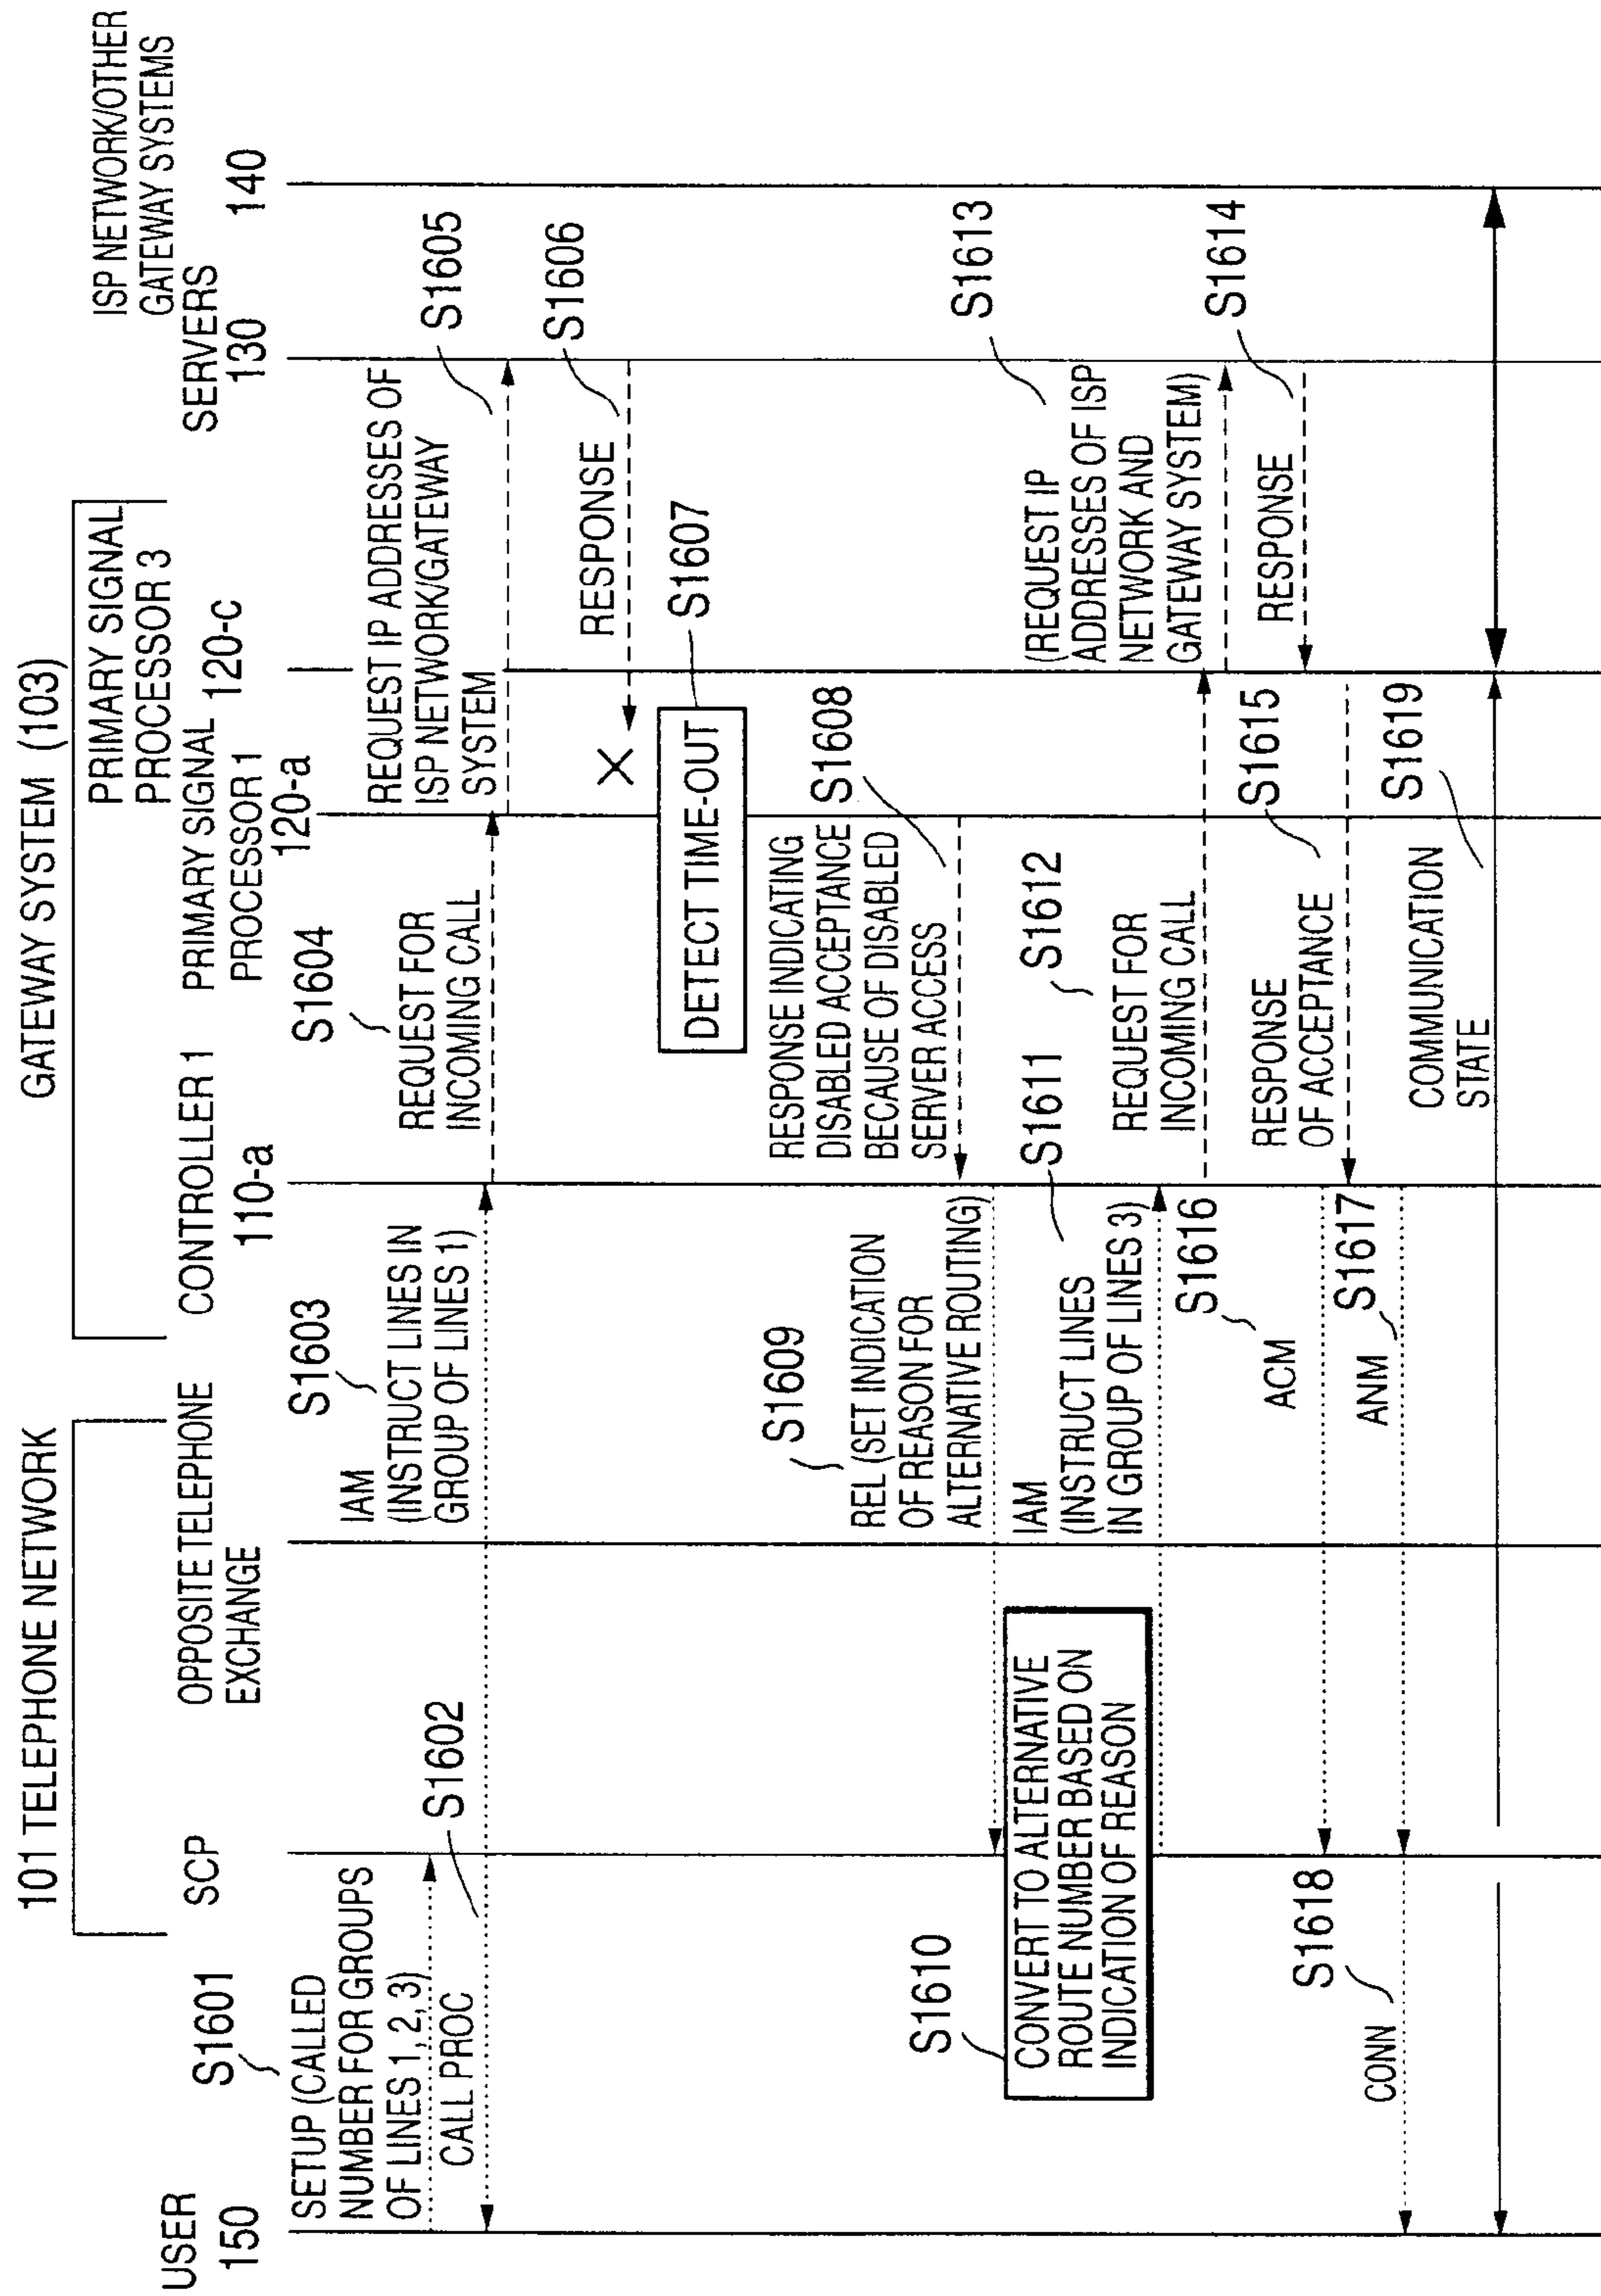 101 TELEPHONE NETWORK
GATEWAY SYSTEM (103)
USER
150
SCP
OPPOSITE TELEPHONE
EXCHANGE
CONTROLLER 1
110-a
PRIMARY SIGNAL
PROCESSOR 1
120-a
PRIMARY SIGNAL
PROCESSOR 3
120-c
SERVERS
130
ISP NETWORK/OTHER
GATEWAY SYSTEMS
140
S1601
SETUP (CALLED
NUMBER FOR GROUPS
OF LINES 1, 2, 3)
CALL PROC
S1602
S1603
IAM
(INSTRUCT LINES IN
GROUP OF LINES 1)
S1604
REQUEST FOR
INCOMING CALL
REQUEST IP ADDRESSES OF
ISP NETWORK/GATEWAY
SYSTEM
S1605
S1606
RESPONSE
X
S1607
DETECT TIME-OUT
RESPONSE INDICATING
DISABLED ACCEPTANCE
BECAUSE OF DISABLED
SERVER ACCESS
S1608
S1609
REL (SET INDICATION
OF REASON FOR
ALTERNATIVE ROUTING)
S1610
CONVERT TO ALTERNATIVE
ROUTE NUMBER BASED ON
INDICATION OF REASON
IAM
(INSTRUCT LINES
IN GROUP OF LINES 3)
S1611
S1612
REQUEST FOR
INCOMING CALL
(REQUEST IP
ADDRESSES OF ISP
NETWORK AND
GATEWAY SYSTEM)
S1613
RESPONSE
S1614
RESPONSE
OF ACCEPTANCE
S1615
S1616
ACM
S1617
ANM
S1618
CONN
COMMUNICATION
STATE
S1619